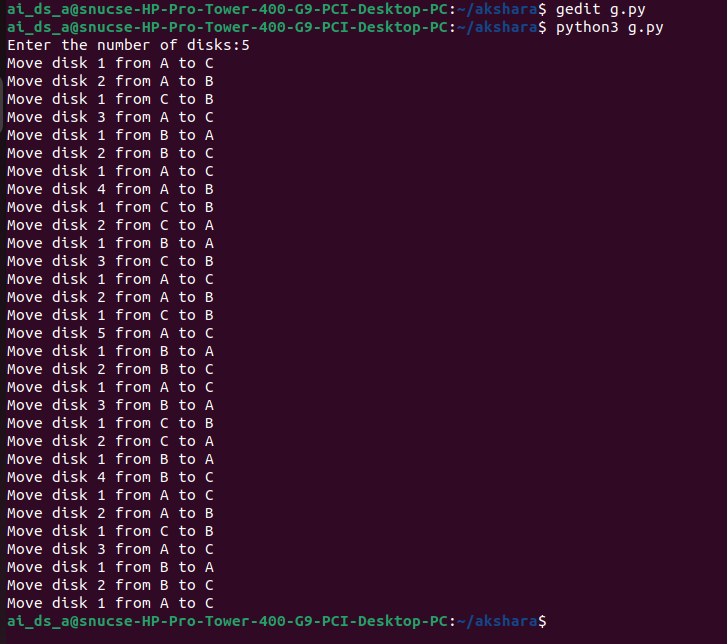 ai_ds_a@snucse-HP-Pro-Tower-400-G9-PCI-Desktop-PC:~/akshara$ gedit g.py
ai_ds_a@snucse-HP-Pro-Tower-400-G9-PCI-Desktop-PC:~/akshara$ python3 g.py
Enter the number of disks:5
Move disk 1 from A to C
Move disk 2 from A to B
Move disk 1 from C to B
Move disk 3 from A to C
Move disk 1 from B to A
Move disk 2 from B to C
Move disk 1 from A to C
Move disk 4 from A to B
Move disk 1 from C to B
Move disk 2 from C to A
Move disk 1 from B to A
Move disk 3 from C to B
Move disk 1 from A to C
Move disk 2 from A to B
Move disk 1 from C to B
Move disk 5 from A to C
Move disk 1 from B to A
Move disk 2 from B to C
Move disk 1 from A to C
Move disk 3 from B to A
Move disk 1 from C to B
Move disk 2 from C to A
Move disk 1 from B to A
Move disk 4 from B to C
Move disk 1 from A to C
Move disk 2 from A to B
Move disk 1 from C to B
Move disk 3 from A to C
Move disk 1 from B to A
Move disk 2 from B to C
Move disk 1 from A to C
ai_ds_a@snucse-HP-Pro-Tower-400-G9-PCI-Desktop-PC:~/akshara$